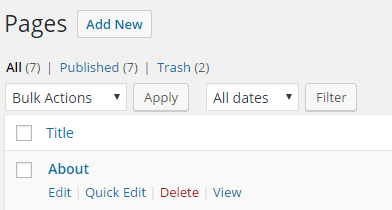 Pages Add New
All (7) | Published (7) | Trash (2)
Bulk Actions Apply All dates Filter
Title
About
Edit | Quick Edit | Delete | View